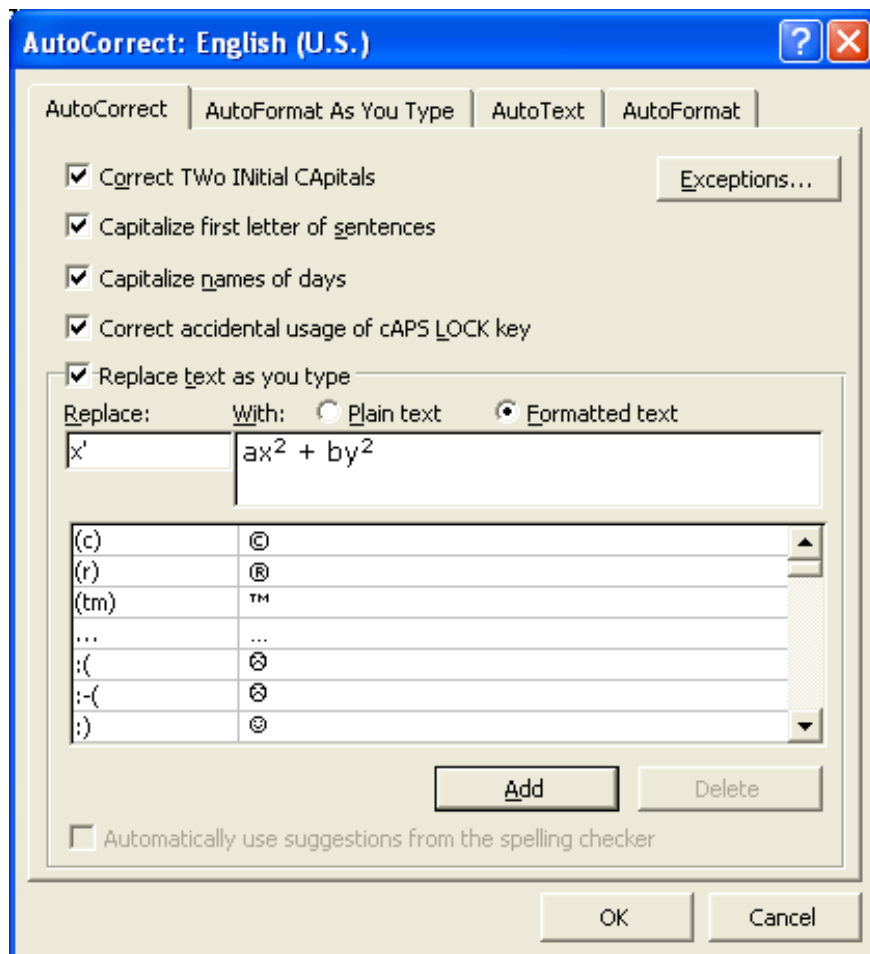 AutoCorrect: English (U.S.)
AutoCorrect AutoFormat As You Type AutoText AutoFormat
Correct TWo INitial CApitals Exceptions...
Capitalize first letter of sentences
Capitalize names of days
Correct accidental usage of cAPS LOCK key
Replace text as you type
Replace: With: Plain text Formatted text
x' ax² + by²
(c) ©
(r) ®
(tm) ™
... …
:( ☹
:-( ☹
:) ☺
Add Delete
Automatically use suggestions from the spelling checker
OK Cancel